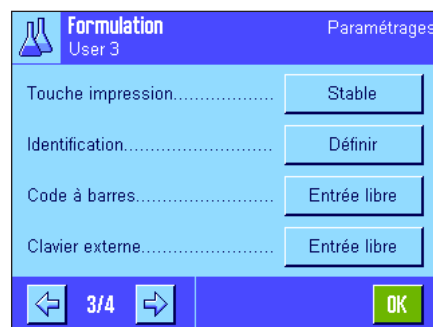 Formulation
Paramétrages
User 3
Touche impression.................. Stable
Identification........................... Définir
Code à barres......................... Entrée libre
Clavier externe........................ Entrée libre
3/4
OK